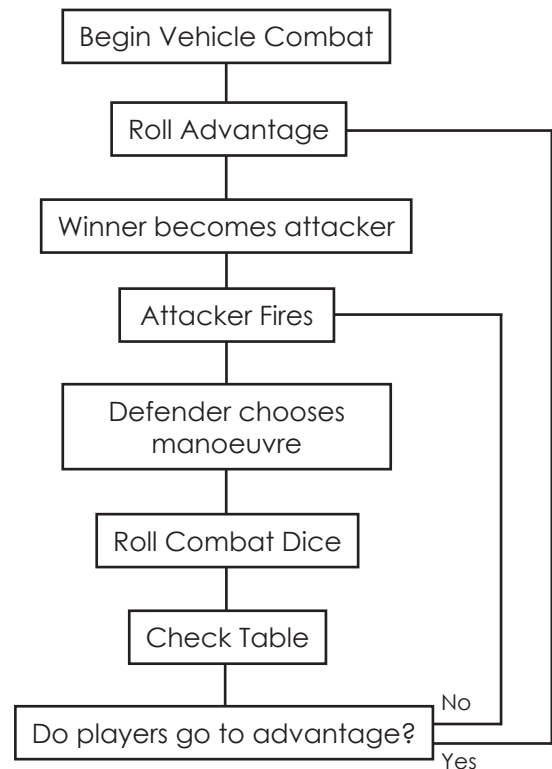 Begin Vehicle Combat
Roll Advantage
Winner becomes attacker
Attacker Fires
Defender chooses
manoeuvre
Roll Combat Dice
Check Table
Do players go to advantage?
No
Yes